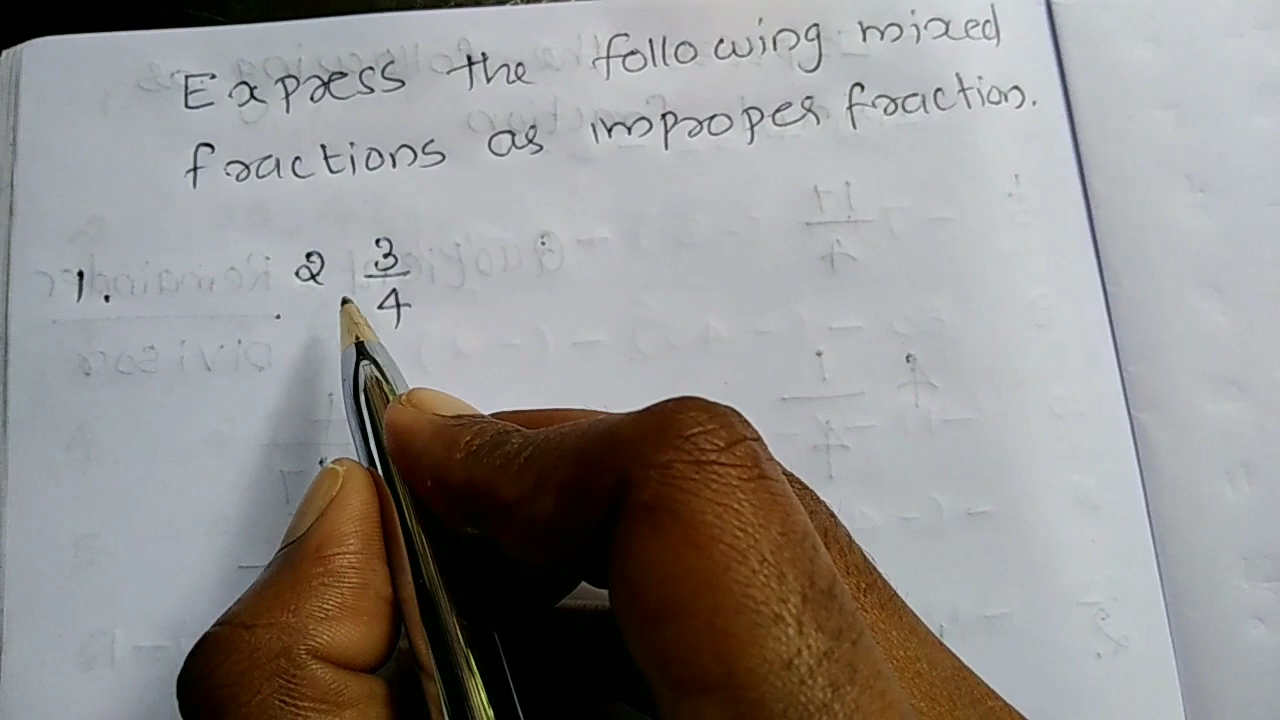 Express the following mixed
fractions as improper fraction.
1. 2 3/4